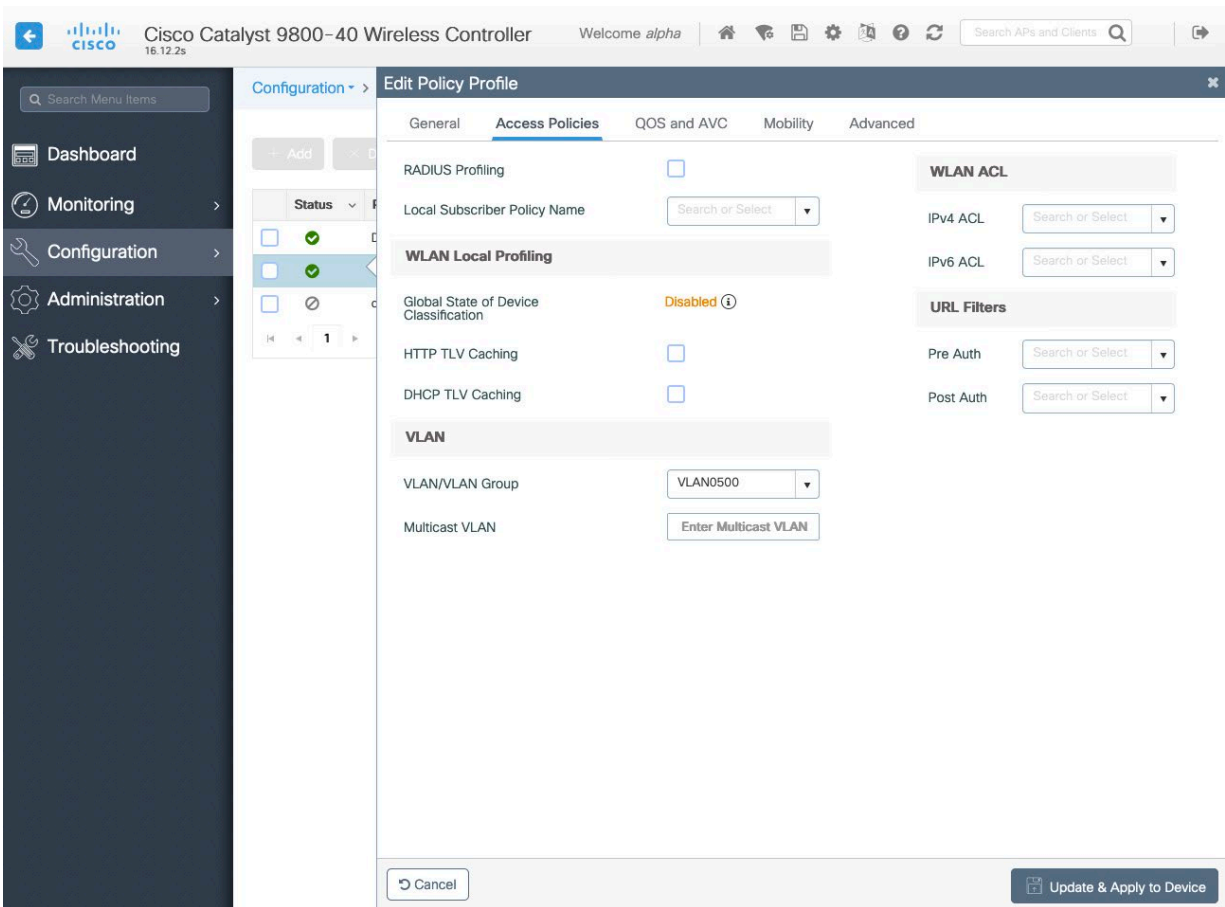 CISCO
Cisco Catalyst 9800-40 Wireless Controller
16.12.2s
Welcome alpha
Search APs and Clients
Search Menu Items
Dashboard
Monitoring
Configuration
Administration
Troubleshooting
Configuration >
+ Add
Status
1
Edit Policy Profile
General Access Policies QOS and AVC Mobility Advanced
RADIUS Profiling
Local Subscriber Policy Name Search or Select
WLAN Local Profiling
Global State of Device
Classification
Disabled
HTTP TLV Caching
DHCP TLV Caching
VLAN
VLAN/VLAN Group VLAN0500
Multicast VLAN Enter Multicast VLAN
WLAN ACL
IPv4 ACL Search or Select
IPv6 ACL Search or Select
URL Filters
Pre Auth Search or Select
Post Auth Search or Select
Cancel
Update & Apply to Device